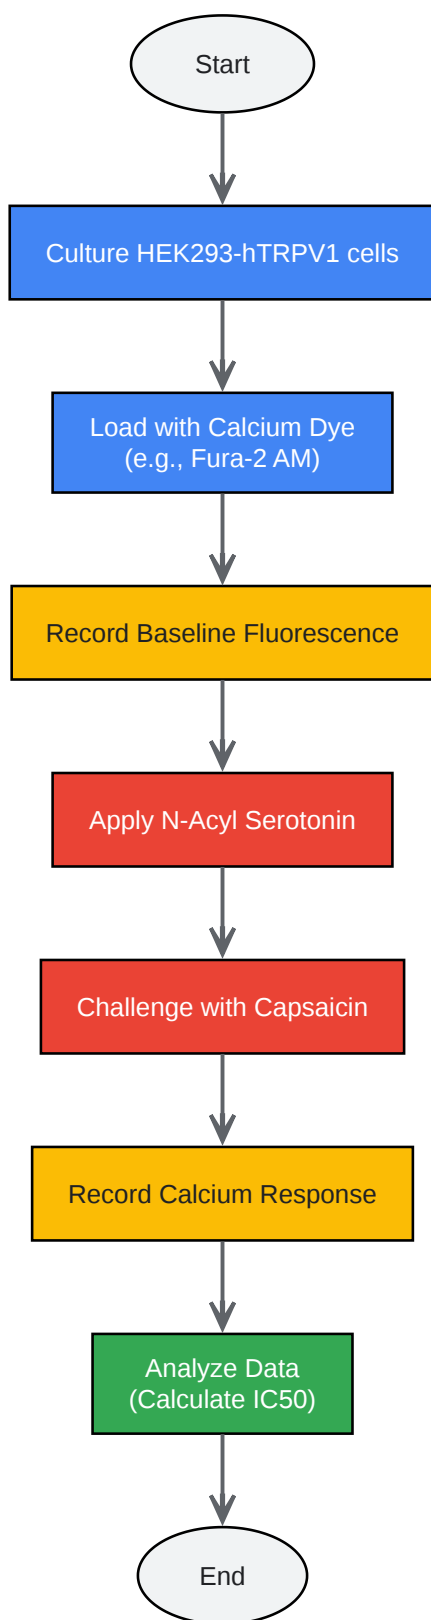 Start
Culture HEK293-hTRPV1 cells
Load with Calcium Dye
(e.g., Fura-2 AM)
Record Baseline Fluorescence
Apply N-Acyl Serotonin
Challenge with Capsaicin
Record Calcium Response
Analyze Data
(Calculate IC50)
End